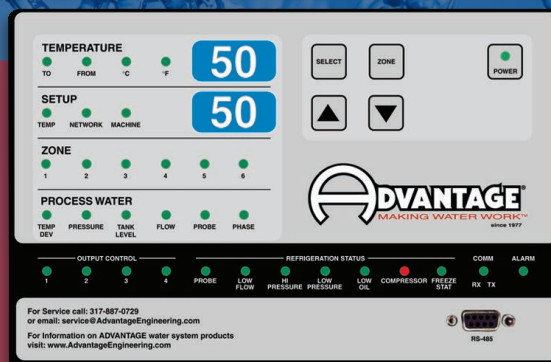 TEMPERATURE
50
TO FROM °C °F
SELECT ZONE
POWER
SETUP
50
TEMP NETWORK MACHINE
ZONE
1 2 3 4 5 6
PROCESS WATER
TEMP DEV PRESSURE TANK LEVEL FLOW PROBE PHASE
ADVANTAGE®
MAKING WATER WORK™
since 1977
OUTPUT CONTROL REFRIGERATION STATUS COMM ALARM
1 2 3 4 PROBE LOW FLOW HI PRESSURE LOW PRESSURE LOW OIL COMPRESSOR FREEZE STAT RX TX
For Service call: 317-887-0729
or email: service@AdvantageEngineering.com
For Information on ADVANTAGE water system products
visit: www.AdvantageEngineering.com
RS-485